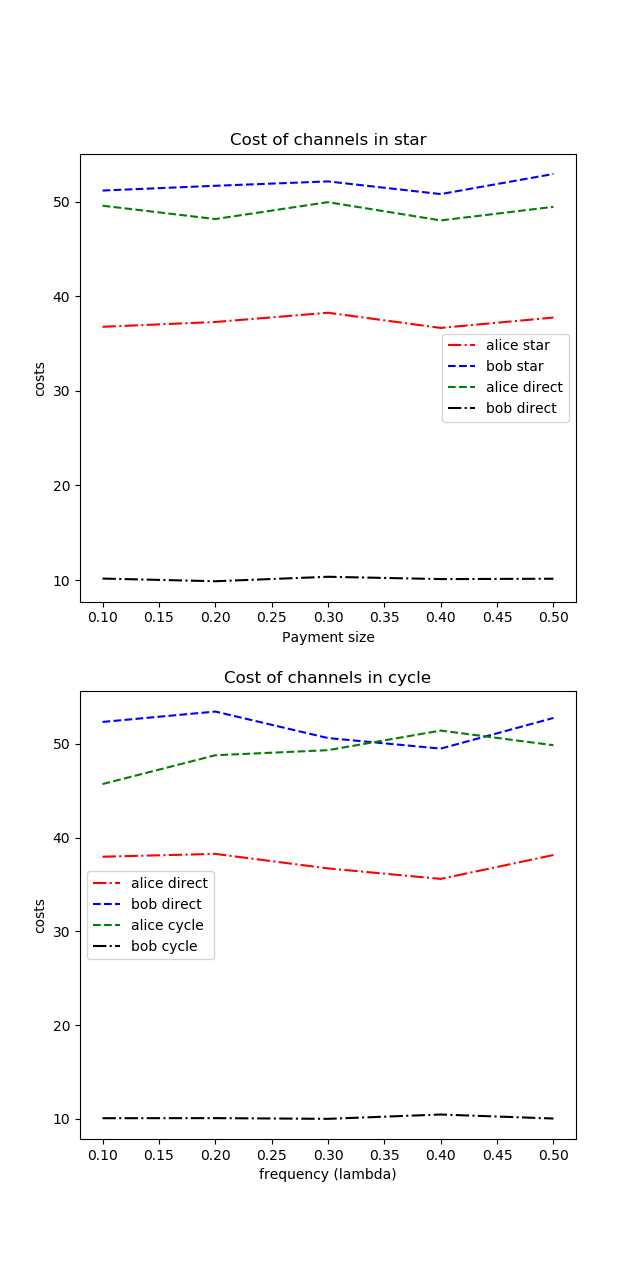 Cost of channels in star
50
40
30
20
10
costs
alice star
bob star
alice direct
bob direct
0.10 0.15 0.20 0.25 0.30 0.35 0.40 0.45 0.50
Payment size
Cost of channels in cycle
50
40
30
20
10
costs
alice direct
bob direct
alice cycle
bob cycle
0.10 0.15 0.20 0.25 0.30 0.35 0.40 0.45 0.50
frequency (lambda)